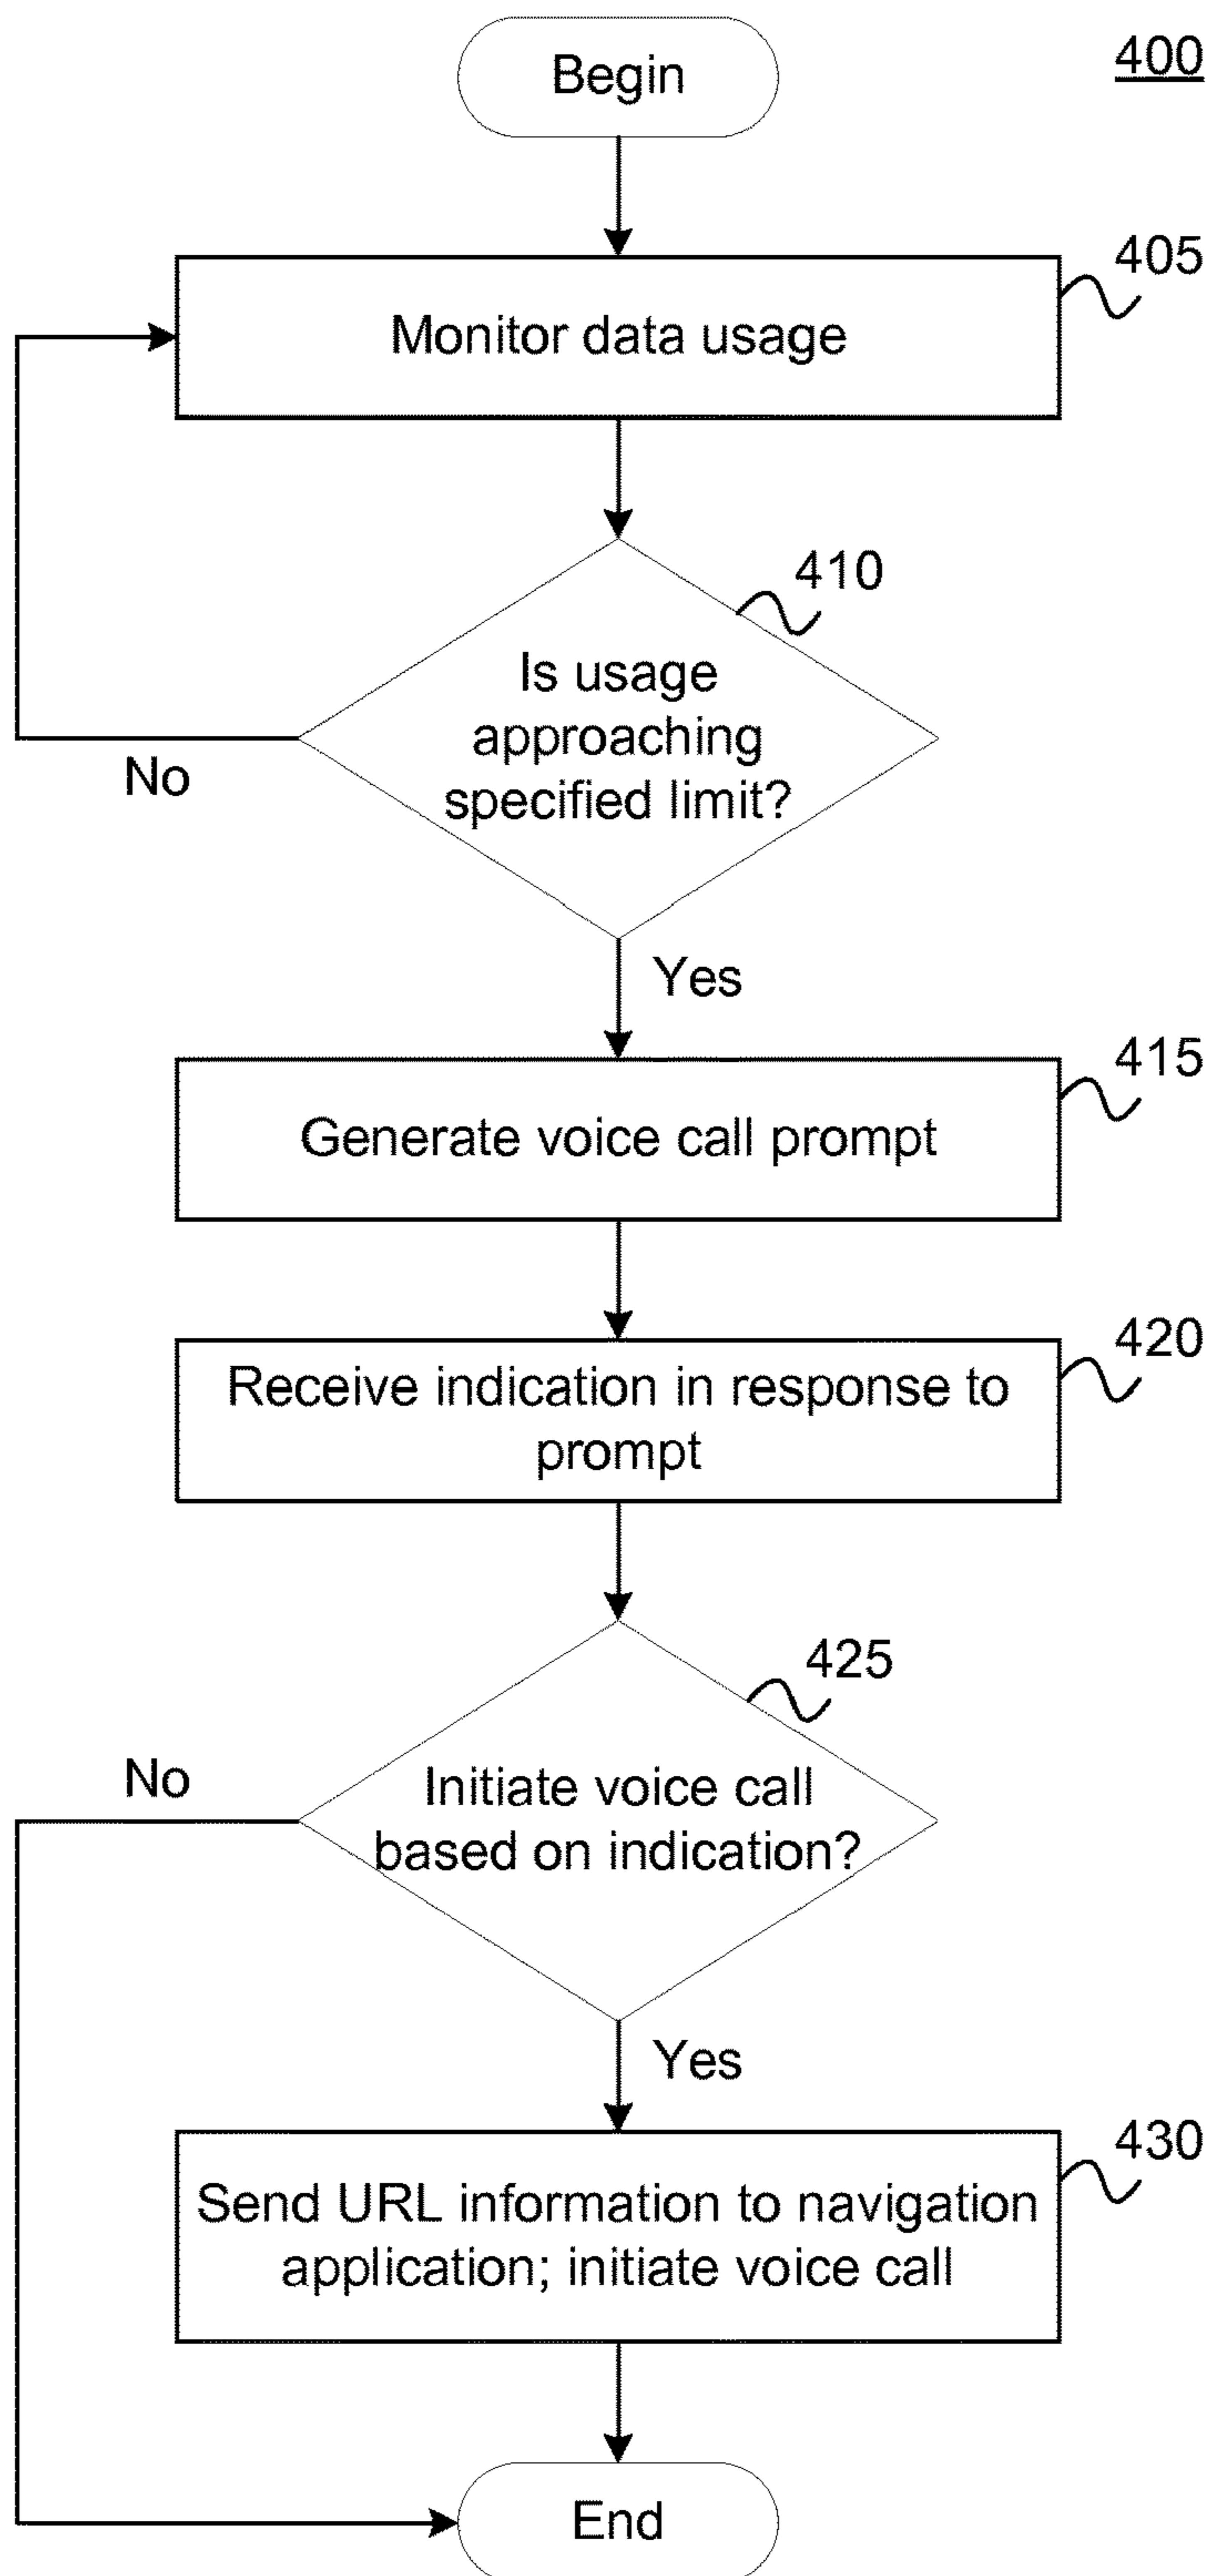 Begin
400
405
Monitor data usage
410
Is usage
approaching
specified limit?
No
Yes
415
Generate voice call prompt
420
Receive indication in response to
prompt
425
No
Initiate voice call
based on indication?
Yes
430
Send URL information to navigation
application; initiate voice call
End